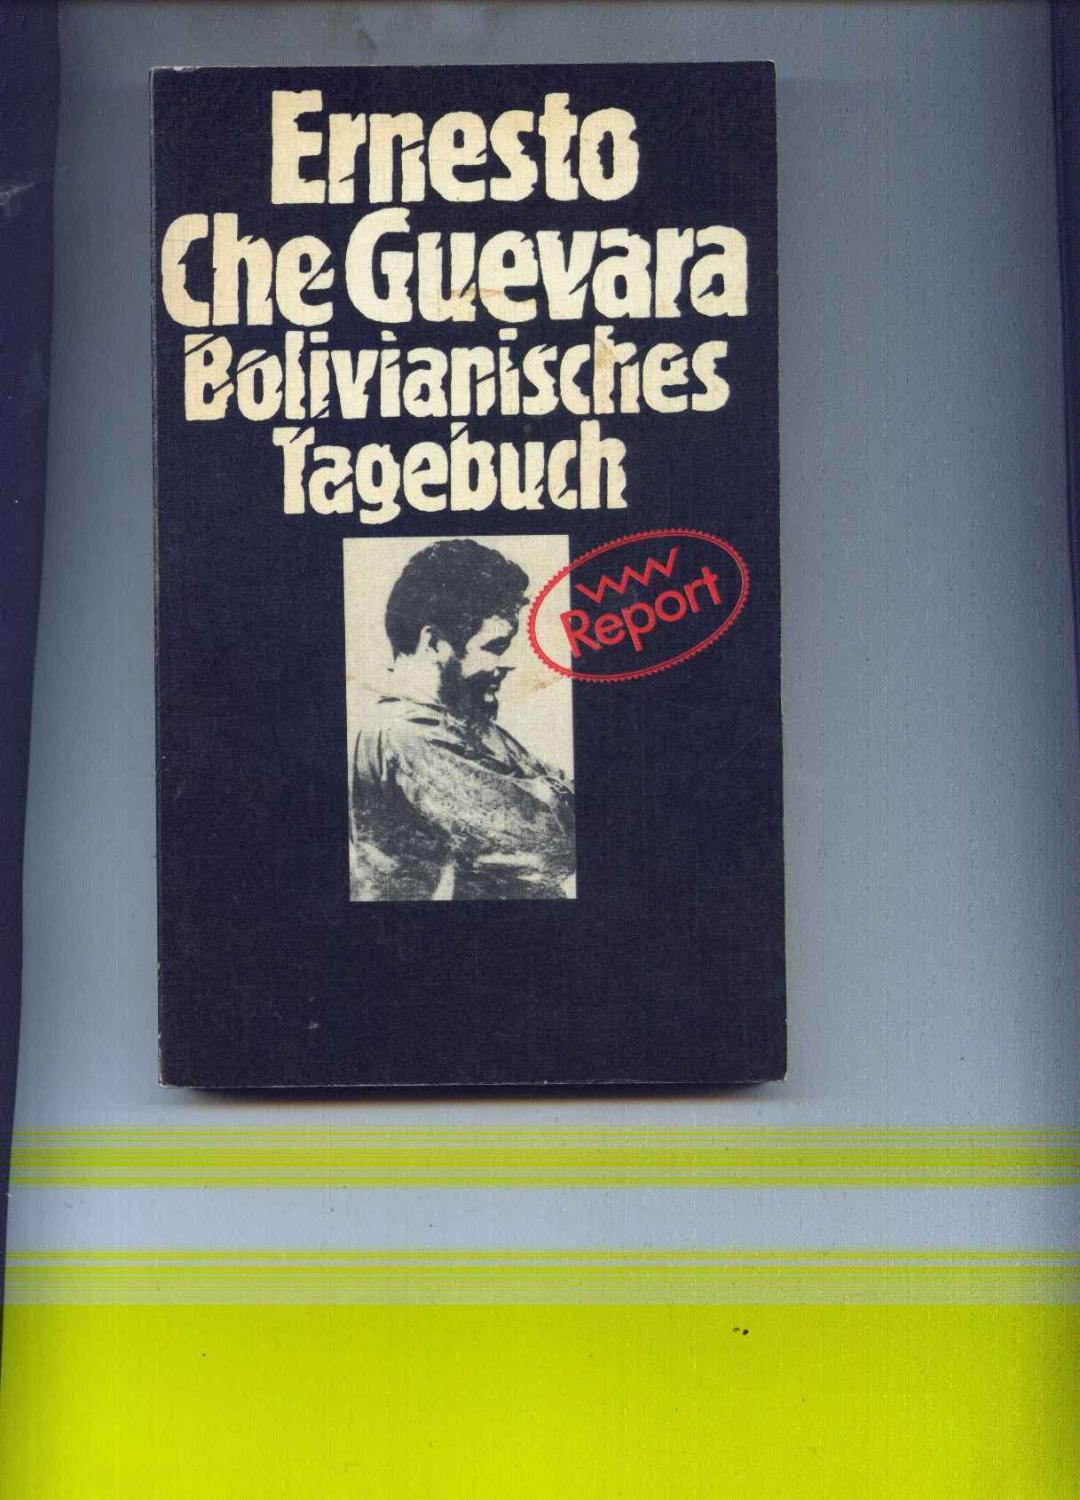 Ernesto
Che Guevara
Bolivianisches
Tagebuch
Report